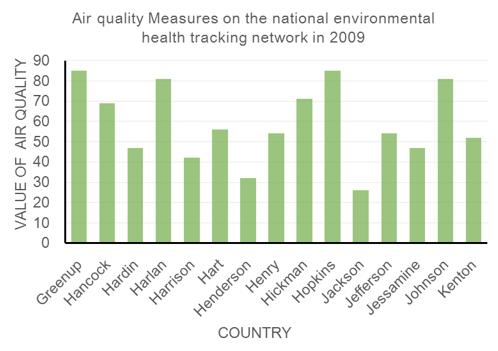 Air quality Measures on the national environmental
health tracking network in 2009
VALUE OF AIR QUALITY
90
80
70
60
50
40
30
20
10
0
Greenup
Hancock
Hardin
Harlan
Harrison
Hart
Henderson
Henry
Hickman
Hopkins
Jackson
Jefferson
Jessamine
Johnson
Kenton
COUNTRY